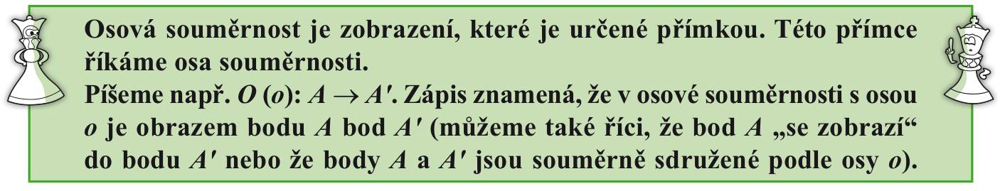 Osová souměrnost je zobrazení, které je určené přímkou. Této přímce
říkáme osa souměrnosti.
Píšeme např. O (o): A → A′. Zápis znamená, že v osové souměrnosti s osou
o je obrazem bodu A bod A′ (můžeme také říci, že bod A „se zobrazí“
do bodu A′ nebo že body A a A′ jsou souměrně sdružené podle osy o).